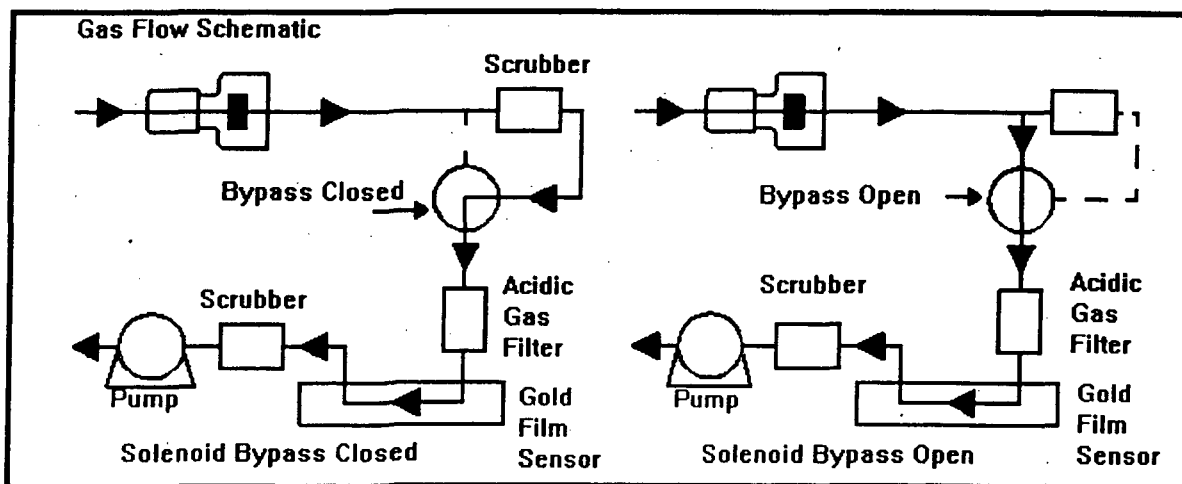 Gas Flow Schematic
Scrubber
Bypass Closed
Scrubber
Acidic
Gas
Filter
Pump
Gold
Film
Sensor
Solenoid Bypass Closed
Bypass Open
Scrubber
Acidic
Gas
Filter
Pump
Gold
Film
Sensor
Solenoid Bypass Open